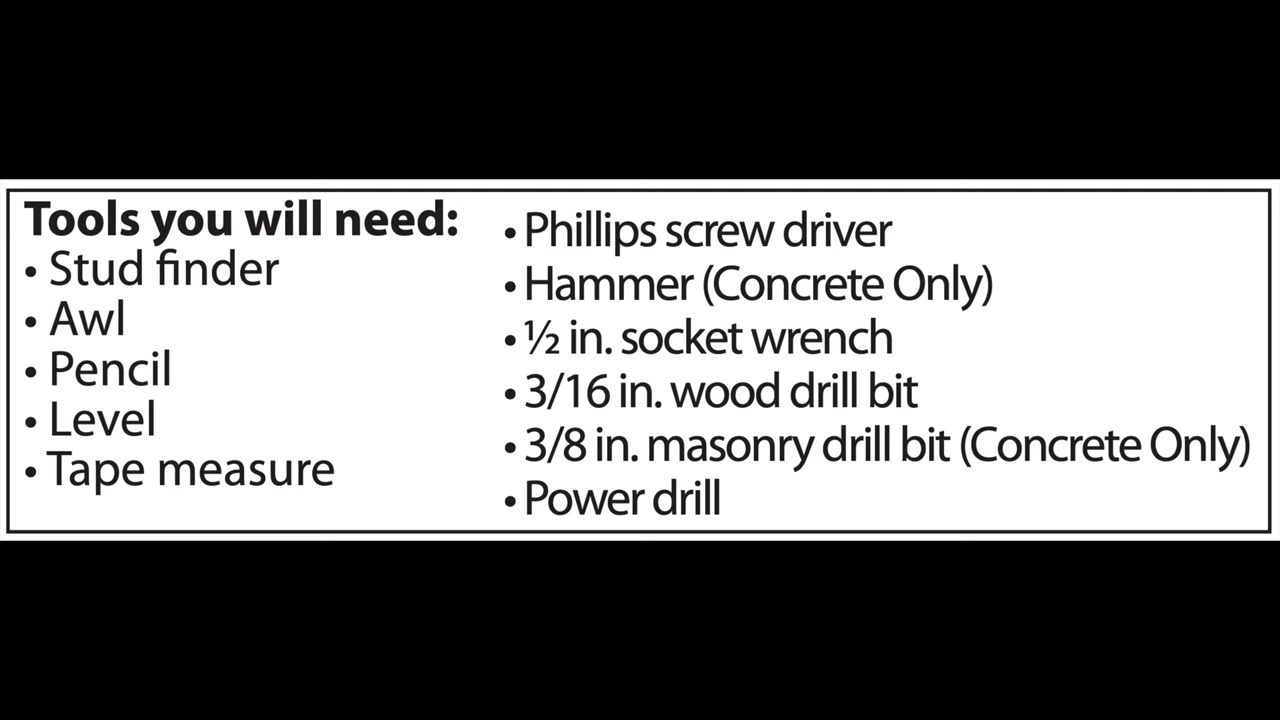 Tools you will need:
• Stud finder
• Awl
• Pencil
• Level
• Tape measure
• Phillips screw driver
• Hammer (Concrete Only)
• ½ in. socket wrench
• 3/16 in. wood drill bit
• 3/8 in. masonry drill bit (Concrete Only)
• Power drill